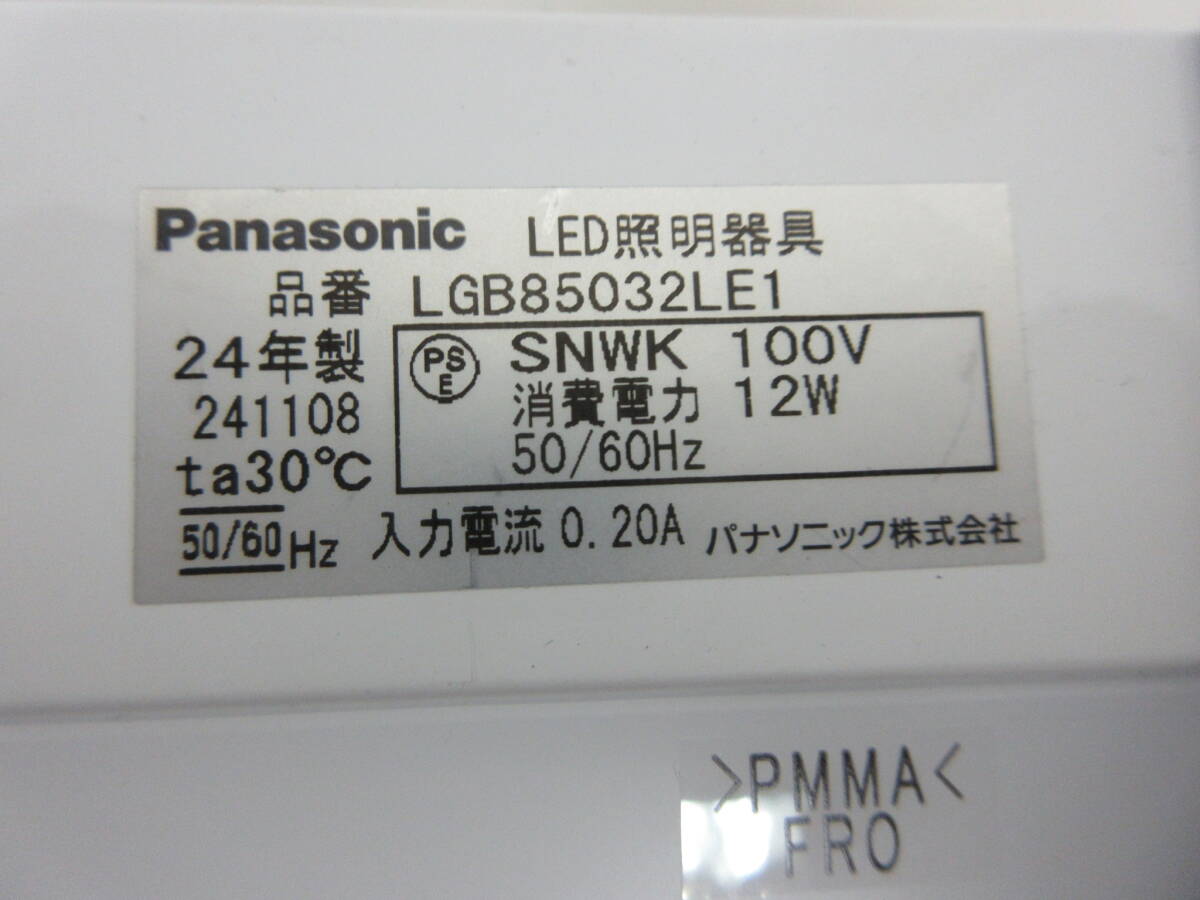 Panasonic LED照明器具
品番 LGB85032LE1
24年製
241108
ta30℃
50/60Hz
PS
E
SNWK 100V
消費電力 12W
50/60Hz
入力電流 0.20A パナソニック株式会社
>PMMA<
FRO